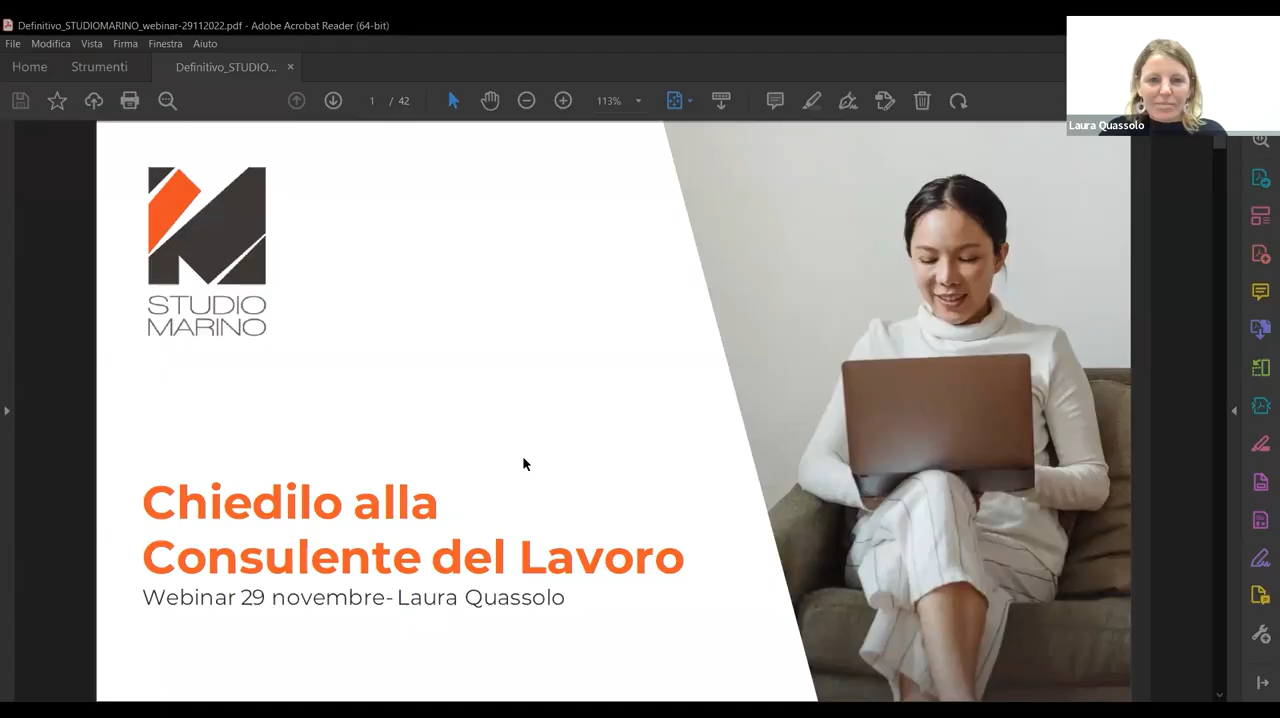 Definitivo_STUDIOMARINO_webinar-29112022.pdf - Adobe Acrobat Reader (64-bit)
File Modifica Vista Firma Finestra Aiuto
Home Strumenti Definitivo_STUDIO... ×
1 / 42 113%
Laura Quassolo
STUDIO
MARINO
Chiedilo alla
Consulente del Lavoro
Webinar 29 novembre- Laura Quassolo